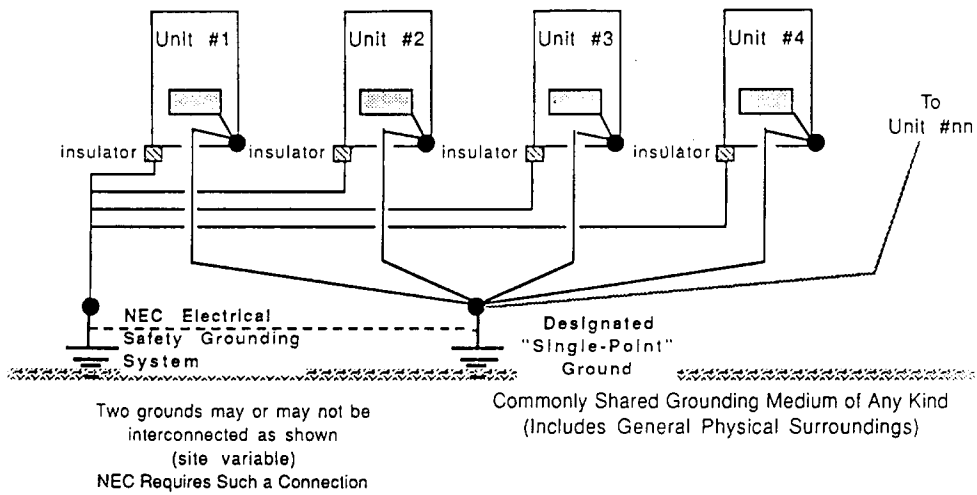 Unit #1
Unit #2
Unit #3
Unit #4
To
Unit #nn
insulator
insulator
insulator
insulator
NEC Electrical
Safety Grounding
System
Designated
"Single-Point"
Ground
Two grounds may or may not be
interconnected as shown
(site variable)
NEC Requires Such a Connection
Commonly Shared Grounding Medium of Any Kind
(Includes General Physical Surroundings)